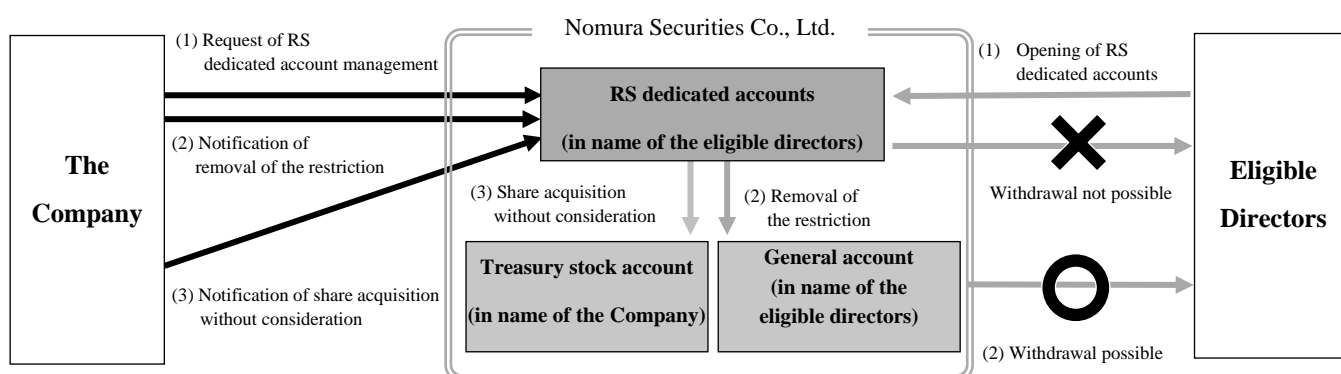 Nomura Securities Co., Ltd.
(1) Request of RS
dedicated account management
(2) Notification of
removal of the restriction
The
Company
(3) Notification of share acquisition
without consideration
RS dedicated accounts
(in name of the eligible directors)
(3) Share acquisition
without consideration
(2) Removal of
the restriction
Treasury stock account
(in name of the Company)
General account
(in name of the
eligible directors)
(1) Opening of RS
dedicated accounts
Withdrawal not possible
(2) Withdrawal possible
Eligible
Directors